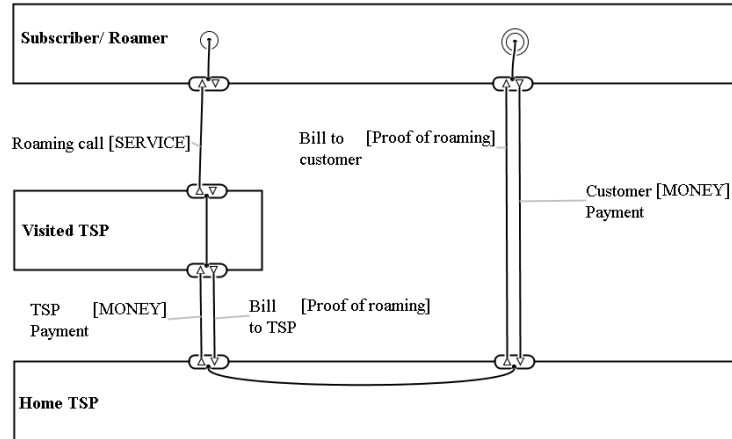 Subscriber/ Roamer
Roaming call [SERVICE]
Bill to [Proof of roaming]
customer
Customer [MONEY]
Payment
Visited TSP
TSP [MONEY]
Payment
Bill [Proof of roaming]
to TSP
Home TSP